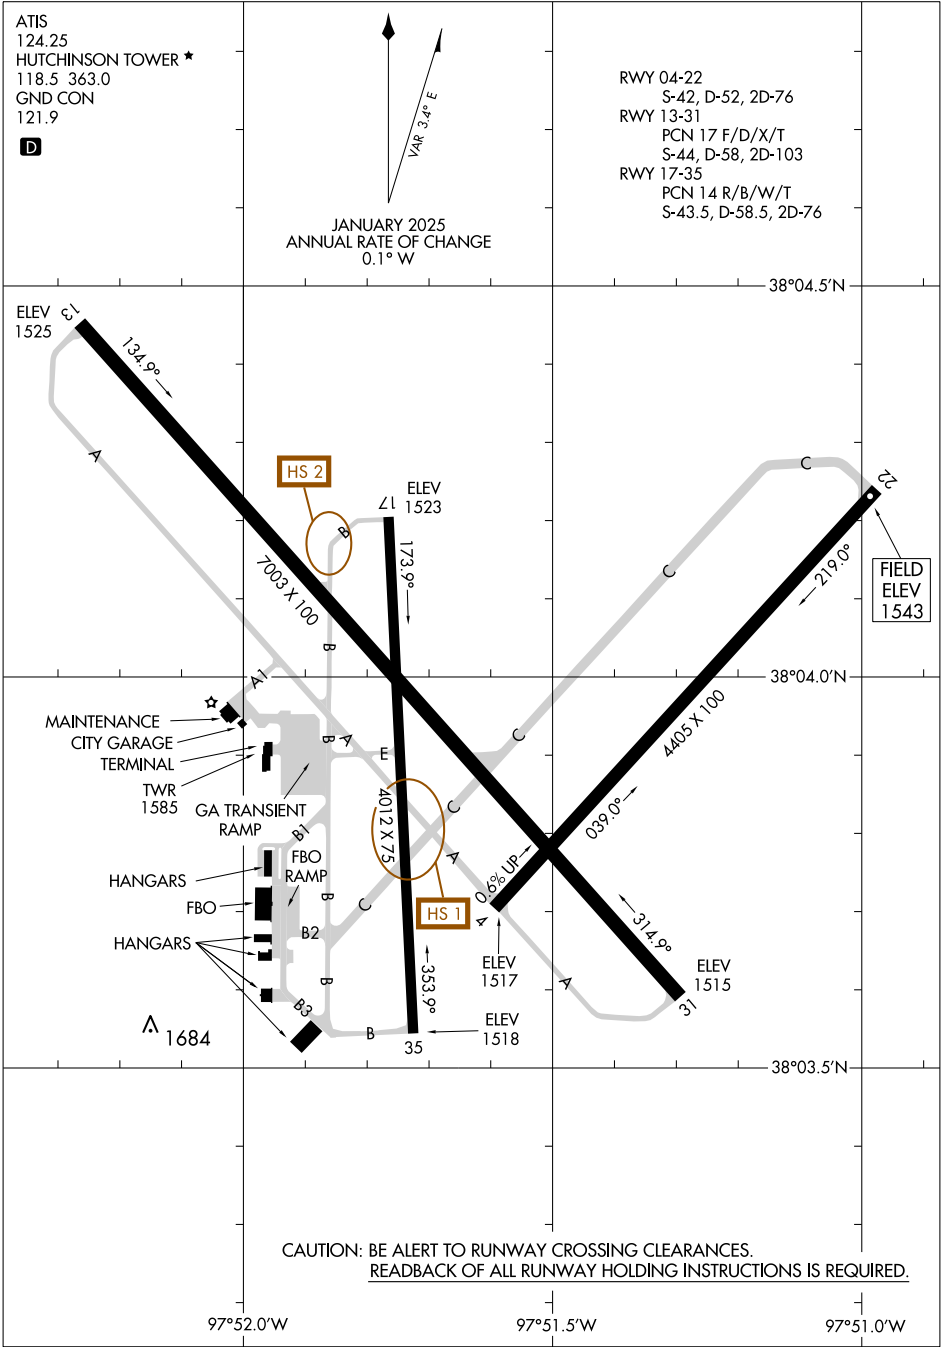 ATIS
124.25
HUTCHINSON TOWER ★
118.5 363.0
GND CON
121.9
D
VAR 3.4° E
JANUARY 2025
ANNUAL RATE OF CHANGE
0.1° W
RWY 04-22
S-42, D-52, 2D-76
RWY 13-31
PCN 17 F/D/X/T
S-44, D-58, 2D-103
RWY 17-35
PCN 14 R/B/W/T
S-43.5, D-58.5, 2D-76
38°04.5'N
ELEV
1525
13
134.9°
A
HS 2
17
ELEV
1523
B
173.9°
7003 X 100
C
C
22
219.0°
FIELD
ELEV
1543
B
A1
38°04.0'N
MAINTENANCE
CITY GARAGE
TERMINAL
TWR
1585
GA TRANSIENT
RAMP
B
A
E
C
4405 X 100
4012 X 75
C
039.0°
B1
FBO
RAMP
HANGARS
FBO
HANGARS
B
C
B2
A
0.6% UP
4
HS 1
ELEV
1517
314.9°
ELEV
1515
31
353.9°
B
A
B3
B
35
ELEV
1518
1684
38°03.5'N
CAUTION: BE ALERT TO RUNWAY CROSSING CLEARANCES.
READBACK OF ALL RUNWAY HOLDING INSTRUCTIONS IS REQUIRED.
97°52.0'W
97°51.5'W
97°51.0'W